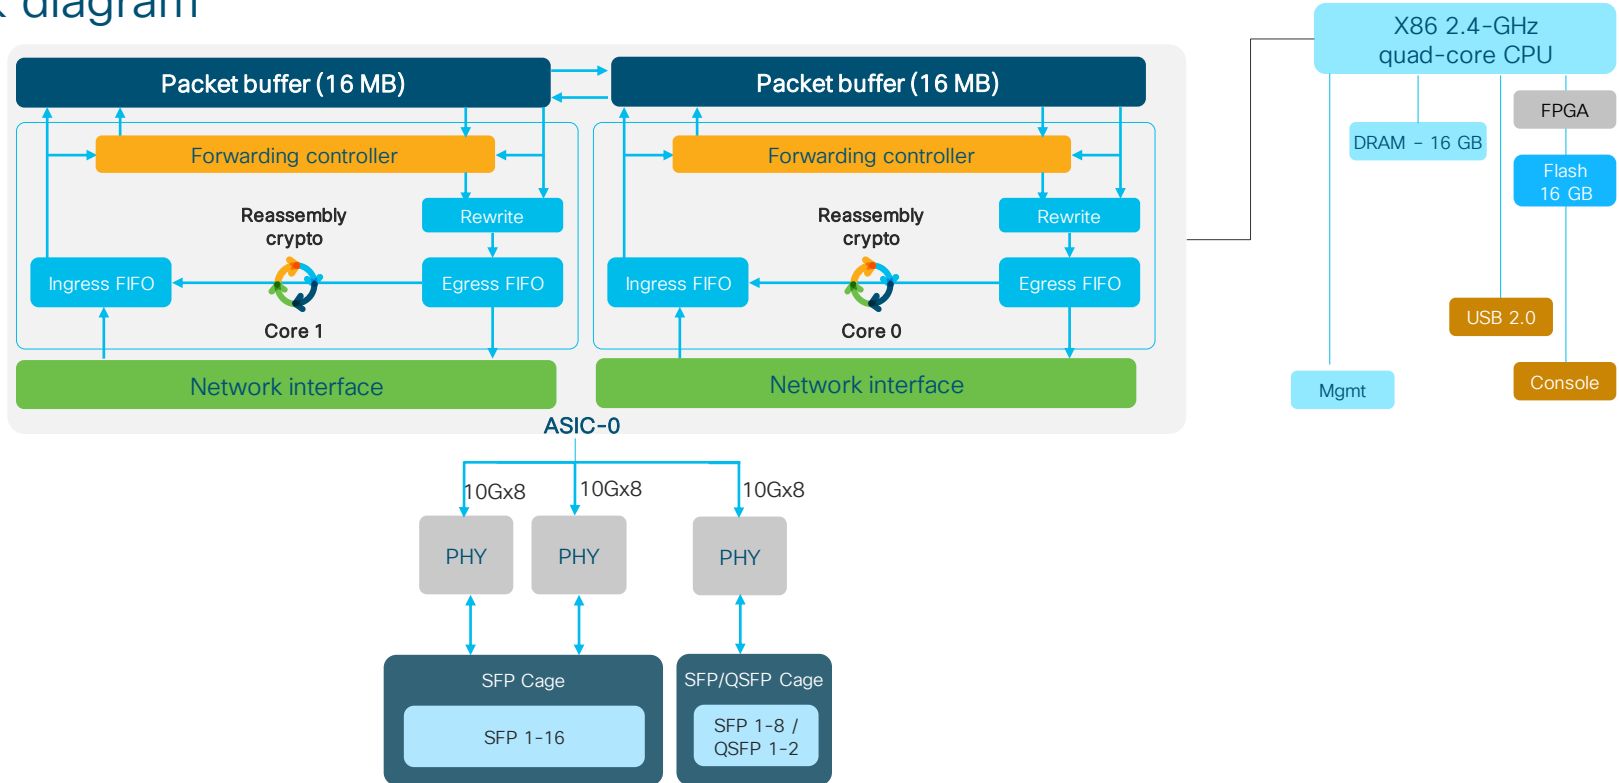 k diagram
Packet buffer (16 MB)
Packet buffer (16 MB)
Forwarding controller
Forwarding controller
Reassembly
crypto
Rewrite
Ingress FIFO
Egress FIFO
Core 1
Reassembly
crypto
Rewrite
Ingress FIFO
Egress FIFO
Core 0
Network interface
Network interface
ASIC-0
10Gx8
10Gx8
10Gx8
PHY
PHY
PHY
SFP Cage
SFP 1-16
SFP/QSFP Cage
SFP 1-8 /
QSFP 1-2
X86 2.4-GHz
quad-core CPU
FPGA
DRAM - 16 GB
Flash
16 GB
USB 2.0
Mgmt
Console